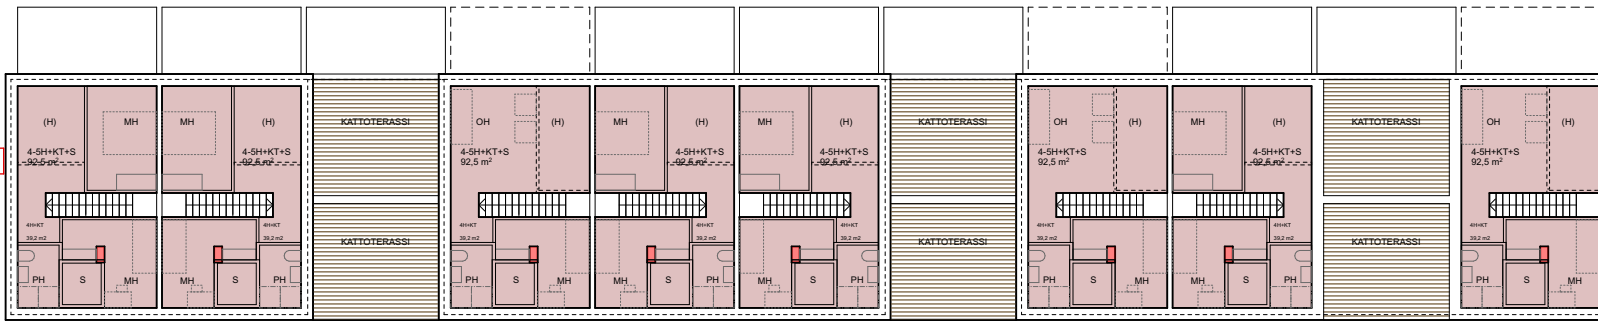 (H) MH MH (H) KATTOTERASSI OH (H) MH (H) MH (H) KATTOTERASSI OH (H) MH (H) KATTOTERASSI OH (H)
4-5H+KT+S 4-5H+KT+S 4-5H+KT+S 4-5H+KT+S 4-5H+KT+S 4-5H+KT+S 4-5H+KT+S 4-5H+KT+S
92,5 m² 92,5 m² 92,5 m² 92,5 m² 92,5 m² 92,5 m² 92,5 m² 92,5 m²
4H+KT 4H+KT 4H+KT 4H+KT 4H+KT 4H+KT 4H+KT 4H+KT
39,2 m2 39,2 m2 KATTOTERASSI 39,2 m2 39,2 m2 39,2 m2 KATTOTERASSI 39,2 m2 39,2 m2 KATTOTERASSI 39,2 m2
PH S MH MH S PH PH S MH MH S PH MH S PH PH S MH MH S PH PH S MH